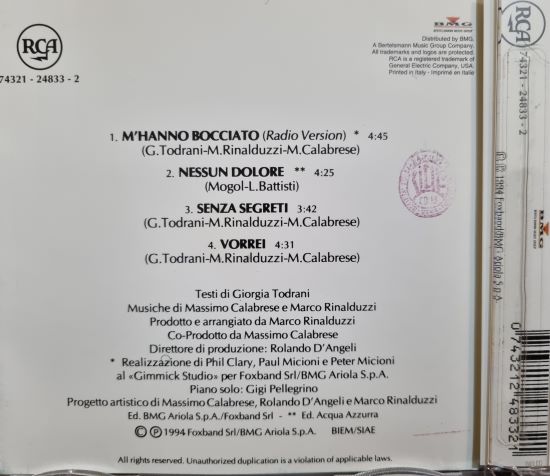 RCA
74321 - 24833 - 2
BMG
Distributed by BMG,
A Bertelsmann Music Group Company.
All trademarks and logos are protected.
RCA is a registered trademark of
General Electric Company, USA.
Printed in Italy - Imprimé en Italie
1. M'HANNO BOCCIATO (Radio Version) * 4:45
(G.Todrani-M.Rinalduzzi-M.Calabrese)
2. NESSUN DOLORE ** 4:25
(Mogol-L.Battisti)
3. SENZA SEGRETI 3:42
(G.Todrani-M.Rinalduzzi-M.Calabrese)
4. VORREI 4:31
(G.Todrani-M.Rinalduzzi-M.Calabrese)
Testi di Giorgia Todrani
Musiche di Massimo Calabrese e Marco Rinalduzzi
Prodotto e arrangiato da Marco Rinalduzzi
Co-Prodotto da Massimo Calabrese
Direttore di produzione: Rolando D'Angeli
* Realizzazione di Phil Clary, Paul Micioni e Peter Micioni
al «Gimmick Studio» per Foxband Srl/BMG Ariola S.p.A.
Piano solo: Gigi Pellegrino
Progetto artistico di Massimo Calabrese, Rolando D'Angeli e Marco Rinalduzzi
Ed. BMG Ariola S.p.A./Foxband Srl - ** Ed. Acqua Azzurra
© ℗ 1994 Foxband Srl/BMG Ariola S.p.A. BIEM/SIAE
All rights reserved. Unauthorized duplication is a violation of applicable laws.
RCA
74321 - 24833 - 2
© ℗ 1994 Foxband/BMG Ariola S.p.A.
BMG
0 743212 483321